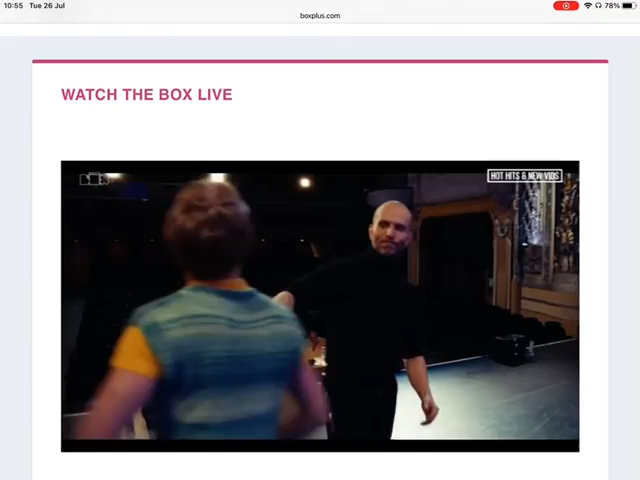 10:55 Tue 26 Jul
78%
boxplus.com
WATCH THE BOX LIVE
HOT HITS & NEW VIDS